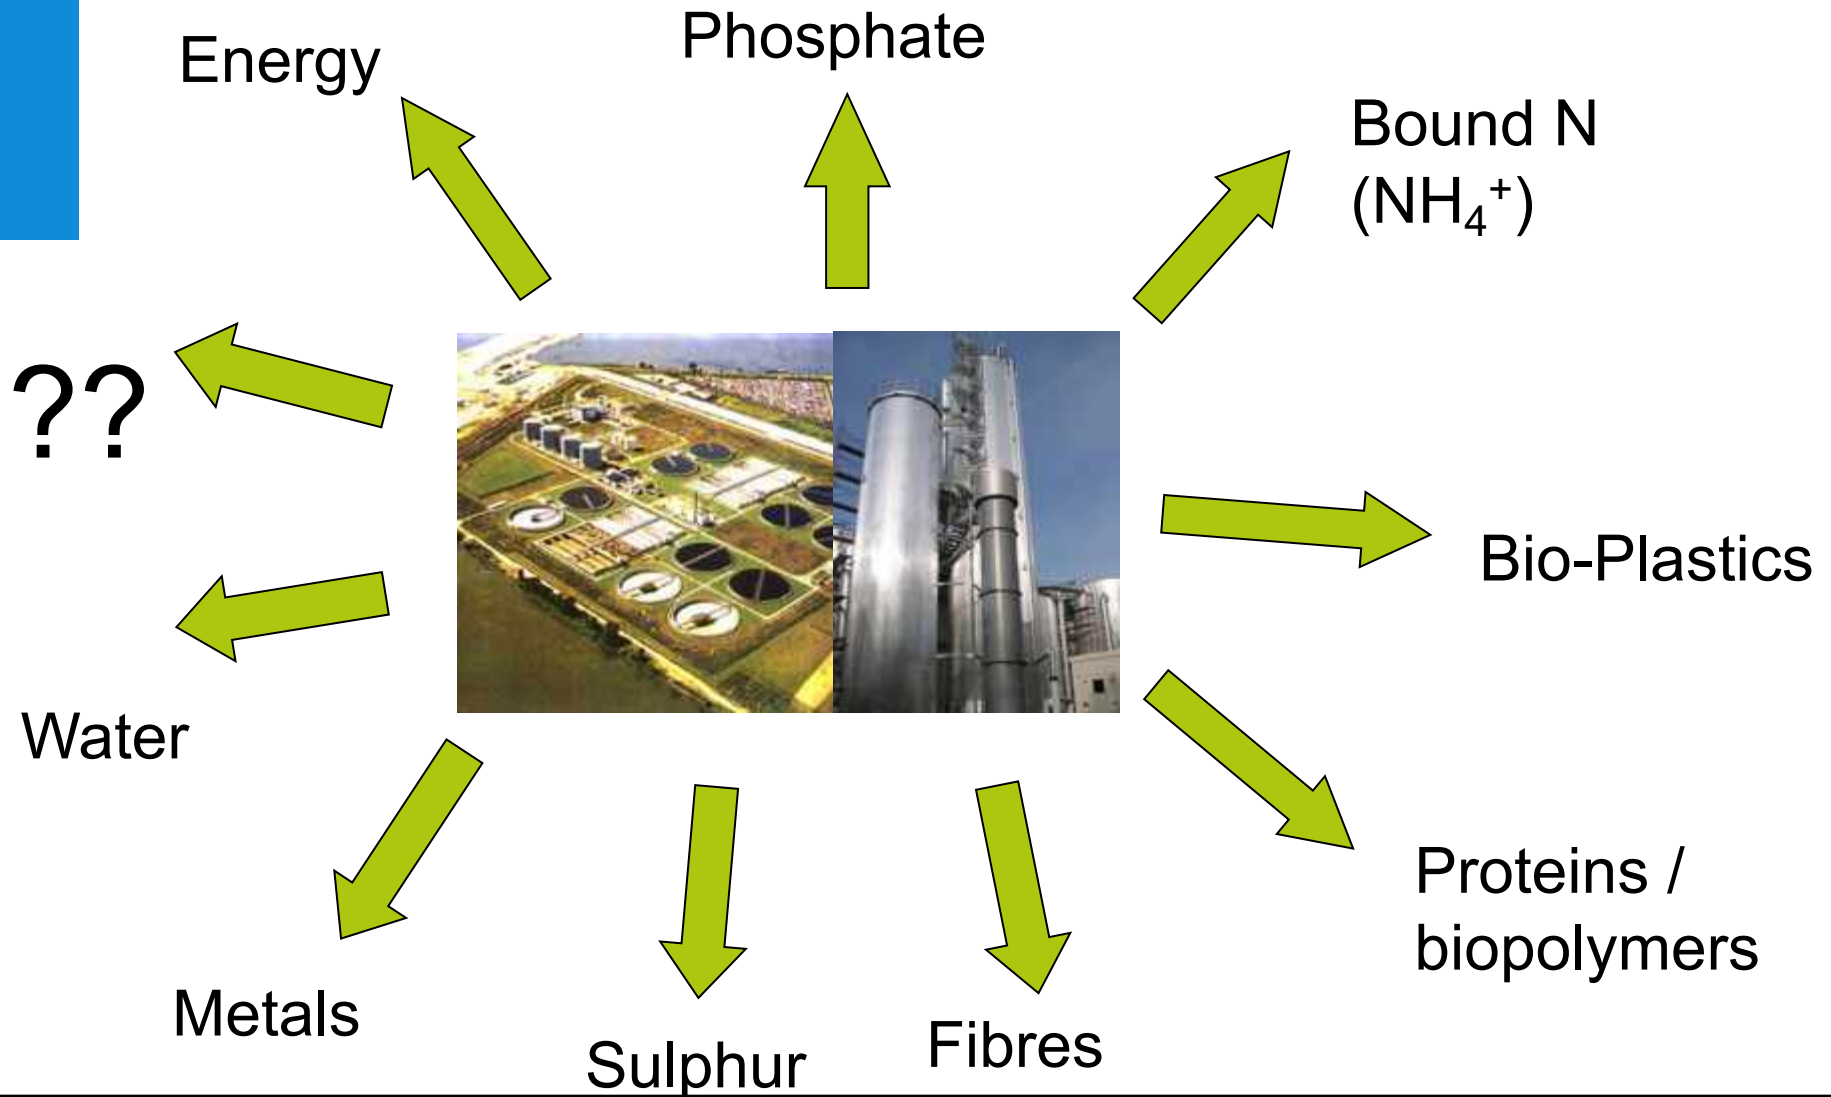 Energy
Phosphate
Bound N
(NH₄⁺)
??
Bio-Plastics
Water
Proteins /
biopolymers
Metals
Sulphur
Fibres